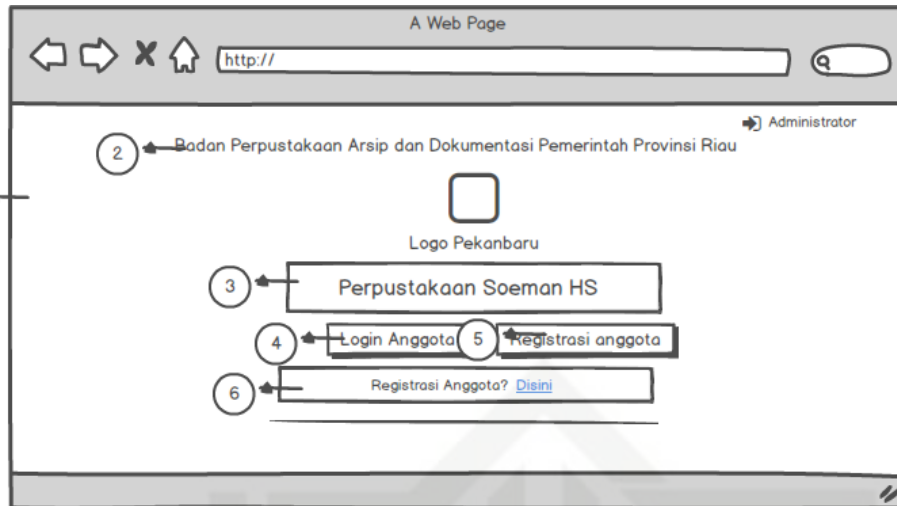 A Web Page
http://
Administrator
2 Badan Perpustakaan Arsip dan Dokumentasi Pemerintah Provinsi Riau
Logo Pekanbaru
3 Perpustakaan Soeman HS
4 Login Anggota 5 Registrasi anggota
6 Registrasi Anggota? Disini